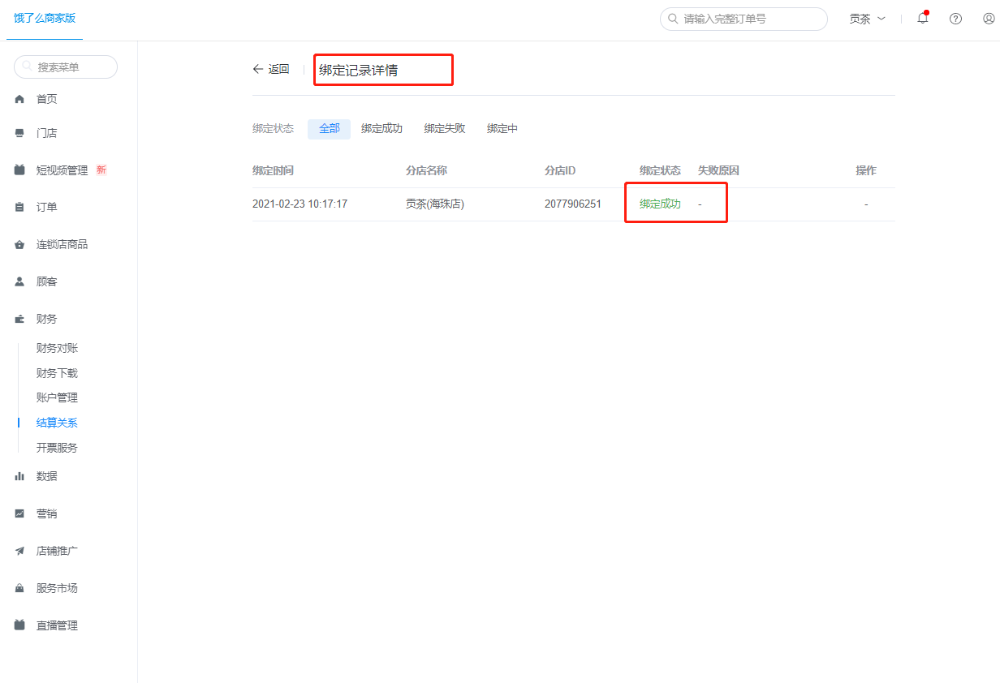 饿了么商家版
请输入完整订单号
贡茶
搜索菜单
首页
门店
短视频管理 新
订单
连锁店商品
顾客
财务
财务对账
财务下载
账户管理
结算关系
开票服务
数据
营销
店铺推广
服务市场
直播管理
返回 绑定记录详情
绑定状态 全部 绑定成功 绑定失败 绑定中
绑定时间 分店名称 分店ID 绑定状态 失败原因 操作
2021-02-23 10:17:17 贡茶(海珠店) 2077906251 绑定成功 - -